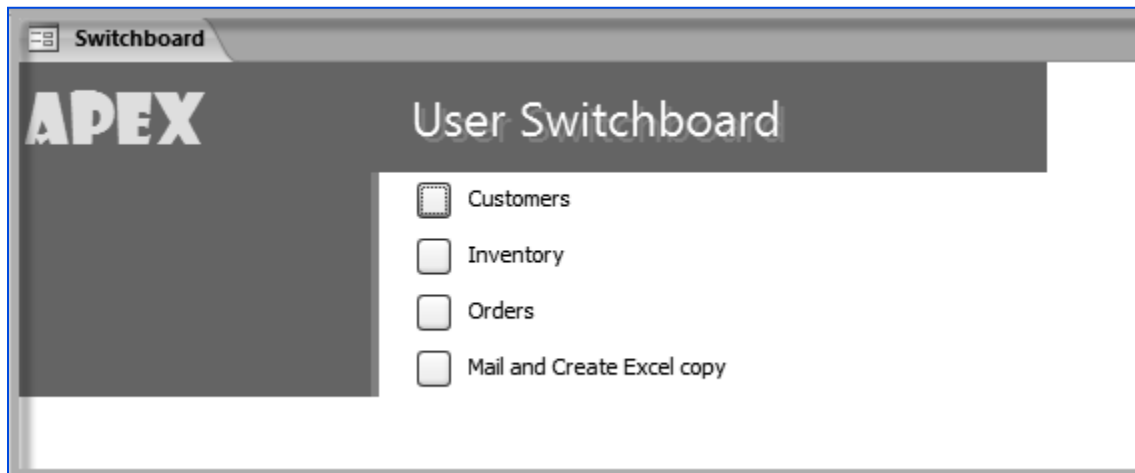 Switchboard
APEX
User Switchboard
Customers
Inventory
Orders
Mail and Create Excel copy